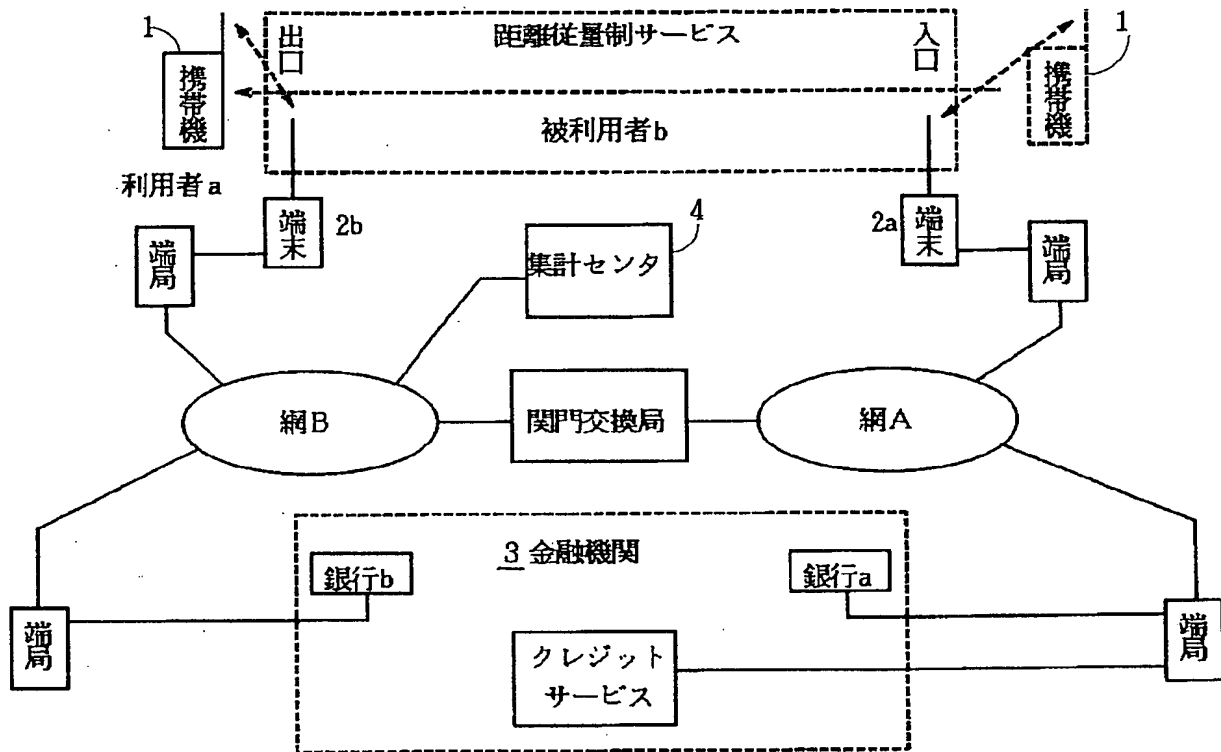 1
出口
距離従量制サービス
入口
1
携帯機
携帯機
被利用者b
利用者a
端末
2b
4
2a
端末
端局
集計センタ
端局
網B
関門交換局
網A
3 金融機関
銀行b
銀行a
端局
端局
クレジット
サービス